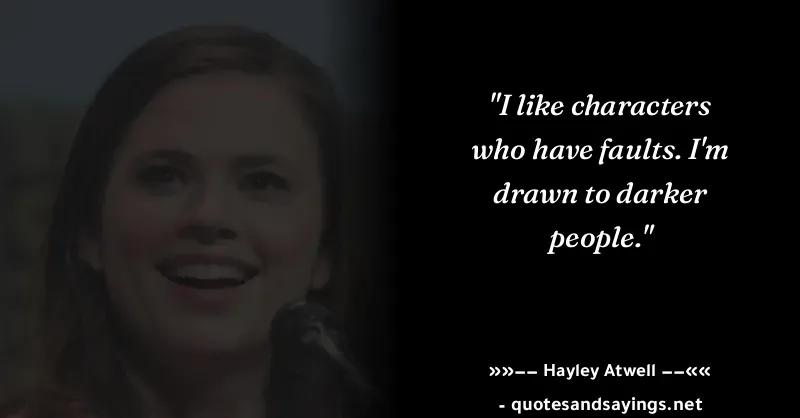 "I like characters
who have faults. I'm
drawn to darker
people."
»»−− Hayley Atwell −−««
- quotesandsayings.net